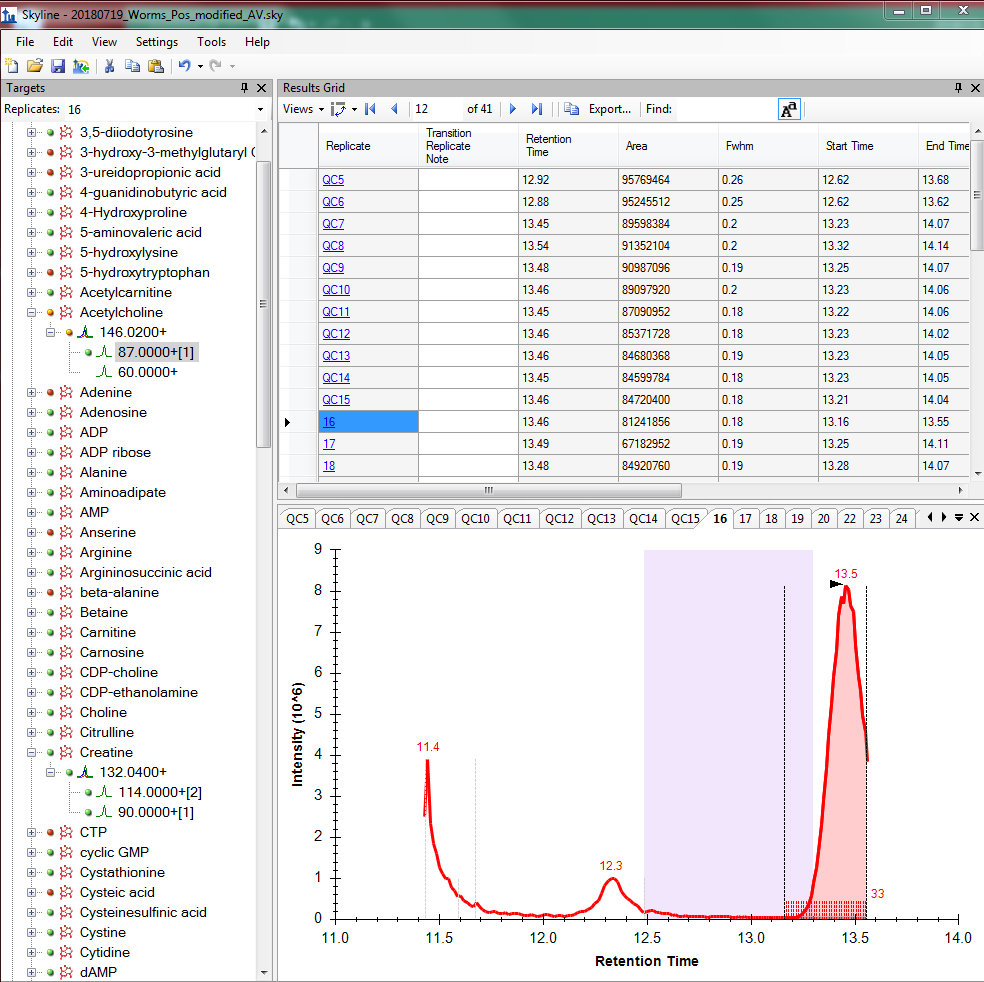 Skyline - 20180719_Worms_Pos_modified_AV.sky
File Edit View Settings Tools Help
Targets
Replicates: 16
3,5-diiodotyrosine
3-hydroxy-3-methylglutaryl
3-ureidopropionic acid
4-guanidinobutyric acid
4-Hydroxyproline
5-aminovaleric acid
5-hydroxylysine
5-hydroxytryptophan
Acetylcarnitine
Acetylcholine
146.0200+
87.0000+[1]
60.0000+
Adenine
Adenosine
ADP
ADP ribose
Alanine
Aminoadipate
AMP
Anserine
Arginine
Argininosuccinic acid
beta-alanine
Betaine
Carnitine
Carnosine
CDP-choline
CDP-ethanolamine
Choline
Citrulline
Creatine
132.0400+
114.0000+[2]
90.0000+[1]
CTP
cyclic GMP
Cystathionine
Cysteic acid
Cysteinesulfinic acid
Cystine
Cytidine
dAMP
Results Grid
Views 12 of 41 Export... Find: Aa
Replicate Transition Replicate Note Retention Time Area Fwhm Start Time End Time
QC5 12.92 95769464 0.26 12.62 13.68
QC6 12.88 95245512 0.25 12.62 13.62
QC7 13.45 89598384 0.2 13.23 14.07
QC8 13.54 91352104 0.2 13.32 14.14
QC9 13.48 90987096 0.19 13.25 14.07
QC10 13.46 89097920 0.2 13.23 14.06
QC11 13.45 87090952 0.18 13.22 14.06
QC12 13.46 85371728 0.18 13.23 14.02
QC13 13.46 84680368 0.19 13.23 14.05
QC14 13.45 84599784 0.18 13.23 14.05
QC15 13.46 84720400 0.18 13.21 14.04
16 13.46 81241856 0.18 13.16 13.55
17 13.49 67182952 0.19 13.25 14.11
18 13.48 84920760 0.19 13.28 14.07
QC5 QC6 QC7 QC8 QC9 QC10 QC11 QC12 QC13 QC14 QC15 16 17 18 19 20 22 23 24
Intensity (10^6)
9
8
7
6
5
4
3
2
1
0
13.5
11.4
12.3
33
11.0 11.5 12.0 12.5 13.0 13.5 14.0
Retention Time